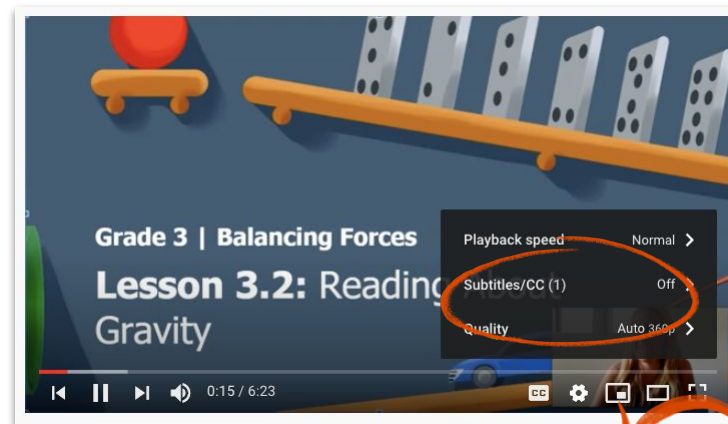 Grade 3 | Balancing Forces
Lesson 3.2: Reading About
Gravity
Playback speed Normal
Subtitles/CC (1) Off
Quality Auto 360p
0:15 / 6:23
CC